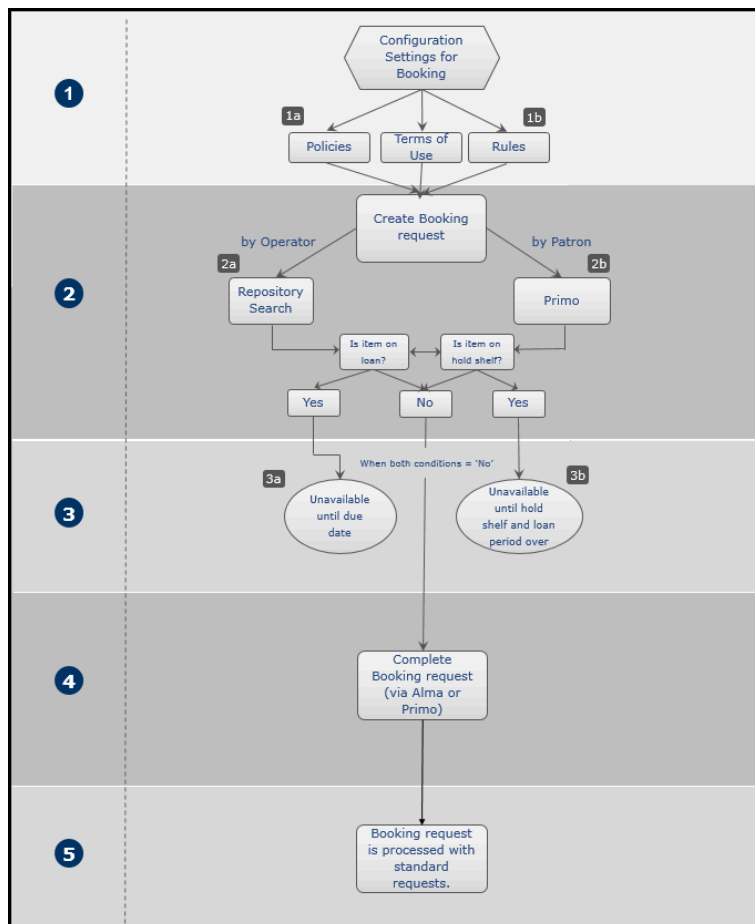 Configuration
Settings for
Booking
1
1a
1b
Policies
Terms of
Use
Rules
Create Booking
request
by Operator
by Patron
2a
2b
2
Repository
Search
Primo
Is item on
loan?
Is item on
hold shelf?
Yes
No
Yes
When both conditions = ‘No’
3a
3b
3
Unavailable
until due
date
Unavailable
until hold
shelf and loan
period over
4
Complete
Booking request
(via Alma or
Primo)
5
Booking request
is processed with
standard
requests.